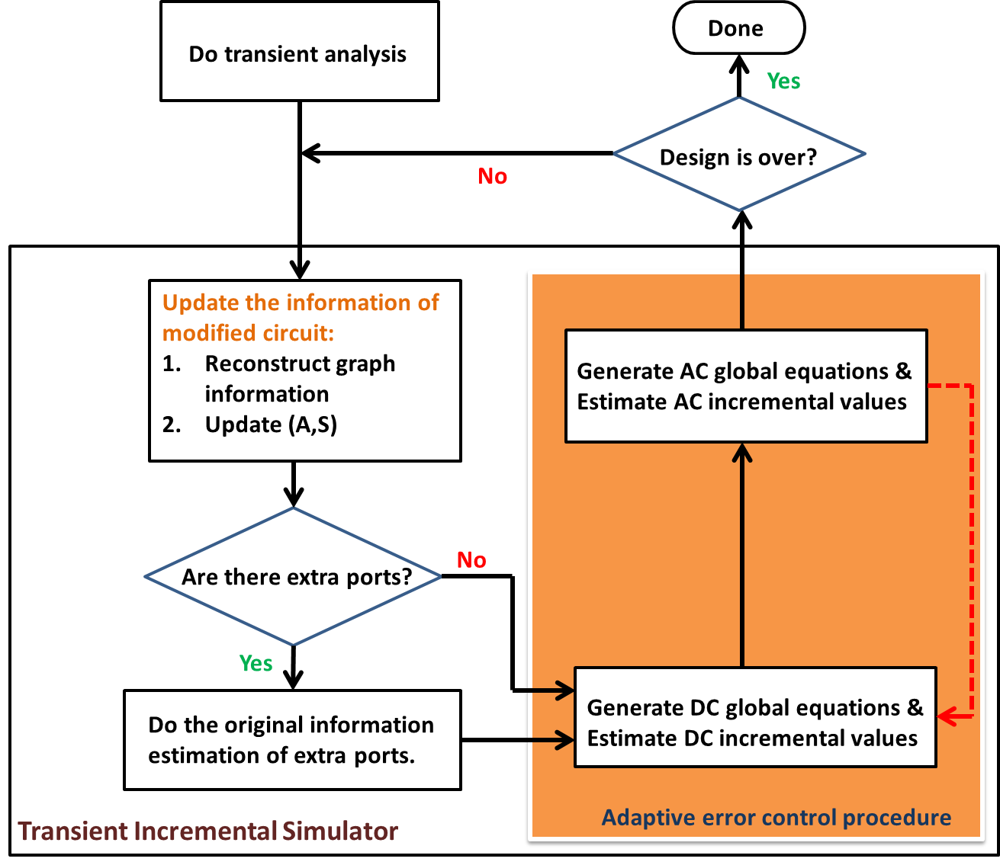 Do transient analysis
Done
Yes
Design is over?
No
Update the information of
modified circuit:
1. Reconstruct graph
information
2. Update (A,S)
Generate AC global equations &
Estimate AC incremental values
Are there extra ports?
No
Yes
Do the original information
estimation of extra ports.
Generate DC global equations &
Estimate DC incremental values
Adaptive error control procedure
Transient Incremental Simulator